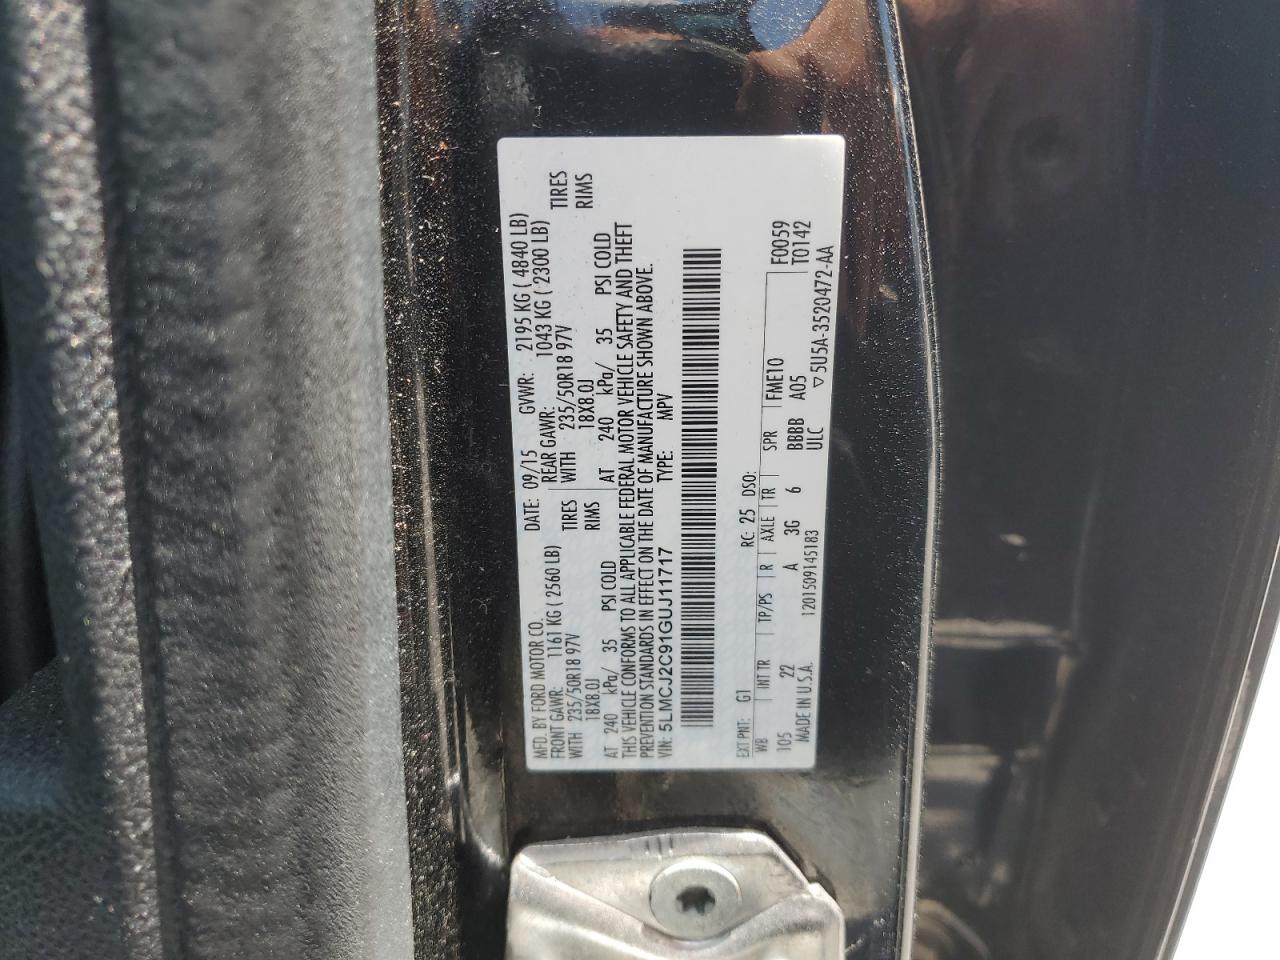 MFD. BY FORD MOTOR CO.
DATE: 09/15 GVWR: 2195 KG ( 4840 LB)
FRONT GAWR: 1161 KG ( 2560 LB) REAR GAWR: 1043 KG ( 2300 LB)
WITH 235/50R18 97V TIRES WITH 235/50R18 97V TIRES
18X8.0J RIMS 18X8.0J RIMS
AT 240 kPa/ 35 PSI COLD AT 240 kPa/ 35 PSI COLD
THIS VEHICLE CONFORMS TO ALL APPLICABLE FEDERAL MOTOR VEHICLE SAFETY AND THEFT
PREVENTION STANDARDS IN EFFECT ON THE DATE OF MANUFACTURE SHOWN ABOVE.
VIN: 5LMCJ2C91GUJ11717 TYPE: MPV
EXT PNT: G1 RC: 25 DSO:
WB INT TR TP/PS R AXLE TR SPR FME10 F0059
105 22 A 3G 6 BBBB A05 T0142
MADE IN U.S.A. 1201509145183 ULC
▽5U5A-3520472-AA